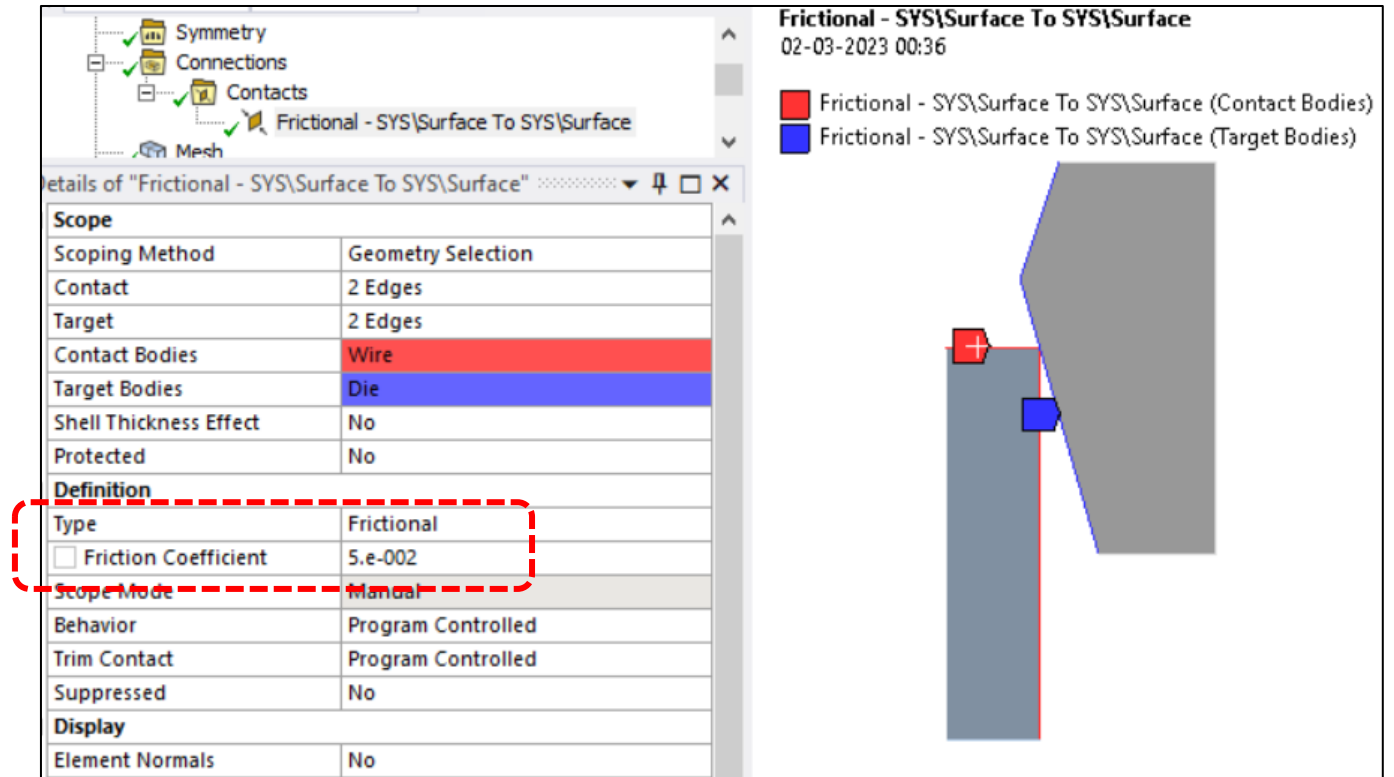 Symmetry
Connections
Contacts
Frictional - SYS\Surface To SYS\Surface
Mesh
Details of "Frictional - SYS\Surface To SYS\Surface"
Scope
Scoping Method Geometry Selection
Contact 2 Edges
Target 2 Edges
Contact Bodies Wire
Target Bodies Die
Shell Thickness Effect No
Protected No
Definition
Type Frictional
Friction Coefficient 5.e-002
Scope Mode Manual
Behavior Program Controlled
Trim Contact Program Controlled
Suppressed No
Display
Element Normals No
Frictional - SYS\Surface To SYS\Surface
02-03-2023 00:36
Frictional - SYS\Surface To SYS\Surface (Contact Bodies)
Frictional - SYS\Surface To SYS\Surface (Target Bodies)